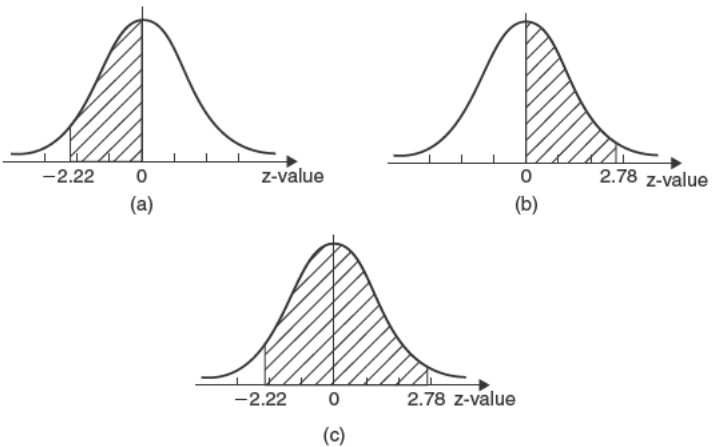 −2.22 0 z-value
(a)
0 2.78 z-value
(b)
−2.22 0 2.78 z-value
(c)